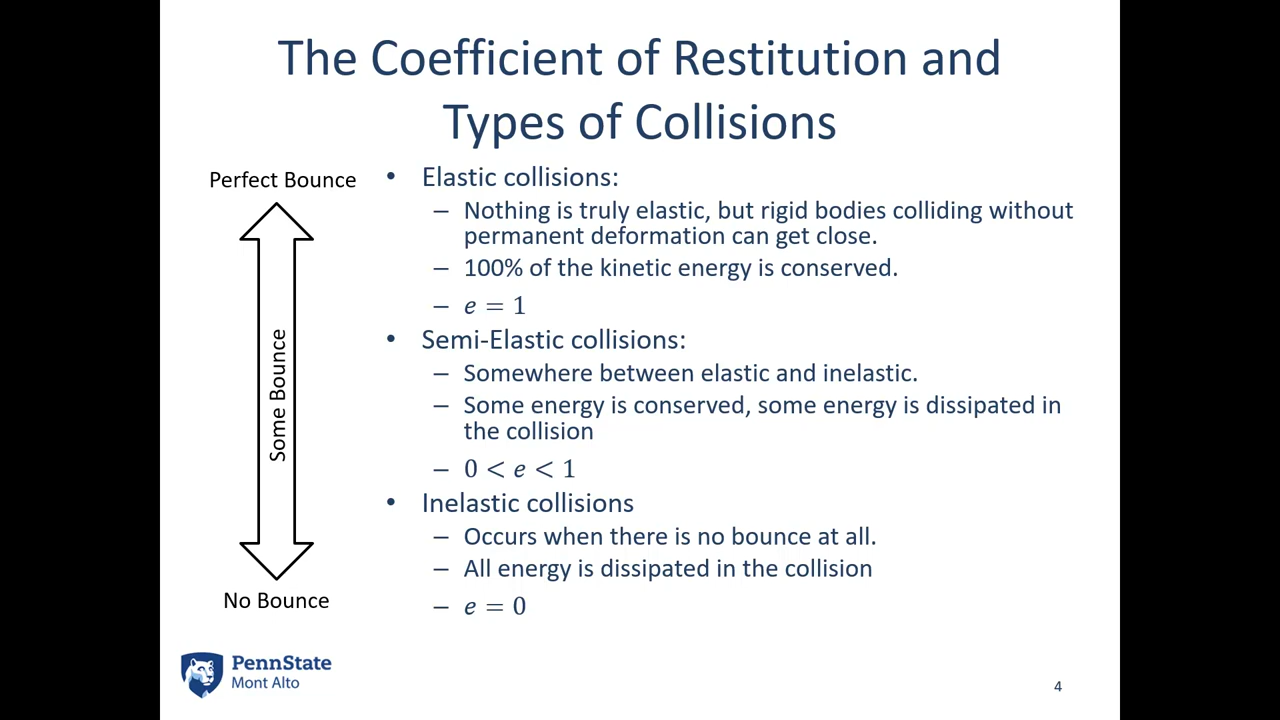 The Coefficient of Restitution and
Types of Collisions
Perfect Bounce
Some Bounce
No Bounce
• Elastic collisions:
– Nothing is truly elastic, but rigid bodies colliding without
permanent deformation can get close.
– 100% of the kinetic energy is conserved.
– e = 1
• Semi-Elastic collisions:
– Somewhere between elastic and inelastic.
– Some energy is conserved, some energy is dissipated in
the collision
– 0 < e < 1
• Inelastic collisions
– Occurs when there is no bounce at all.
– All energy is dissipated in the collision
– e = 0
PennState
Mont Alto
4